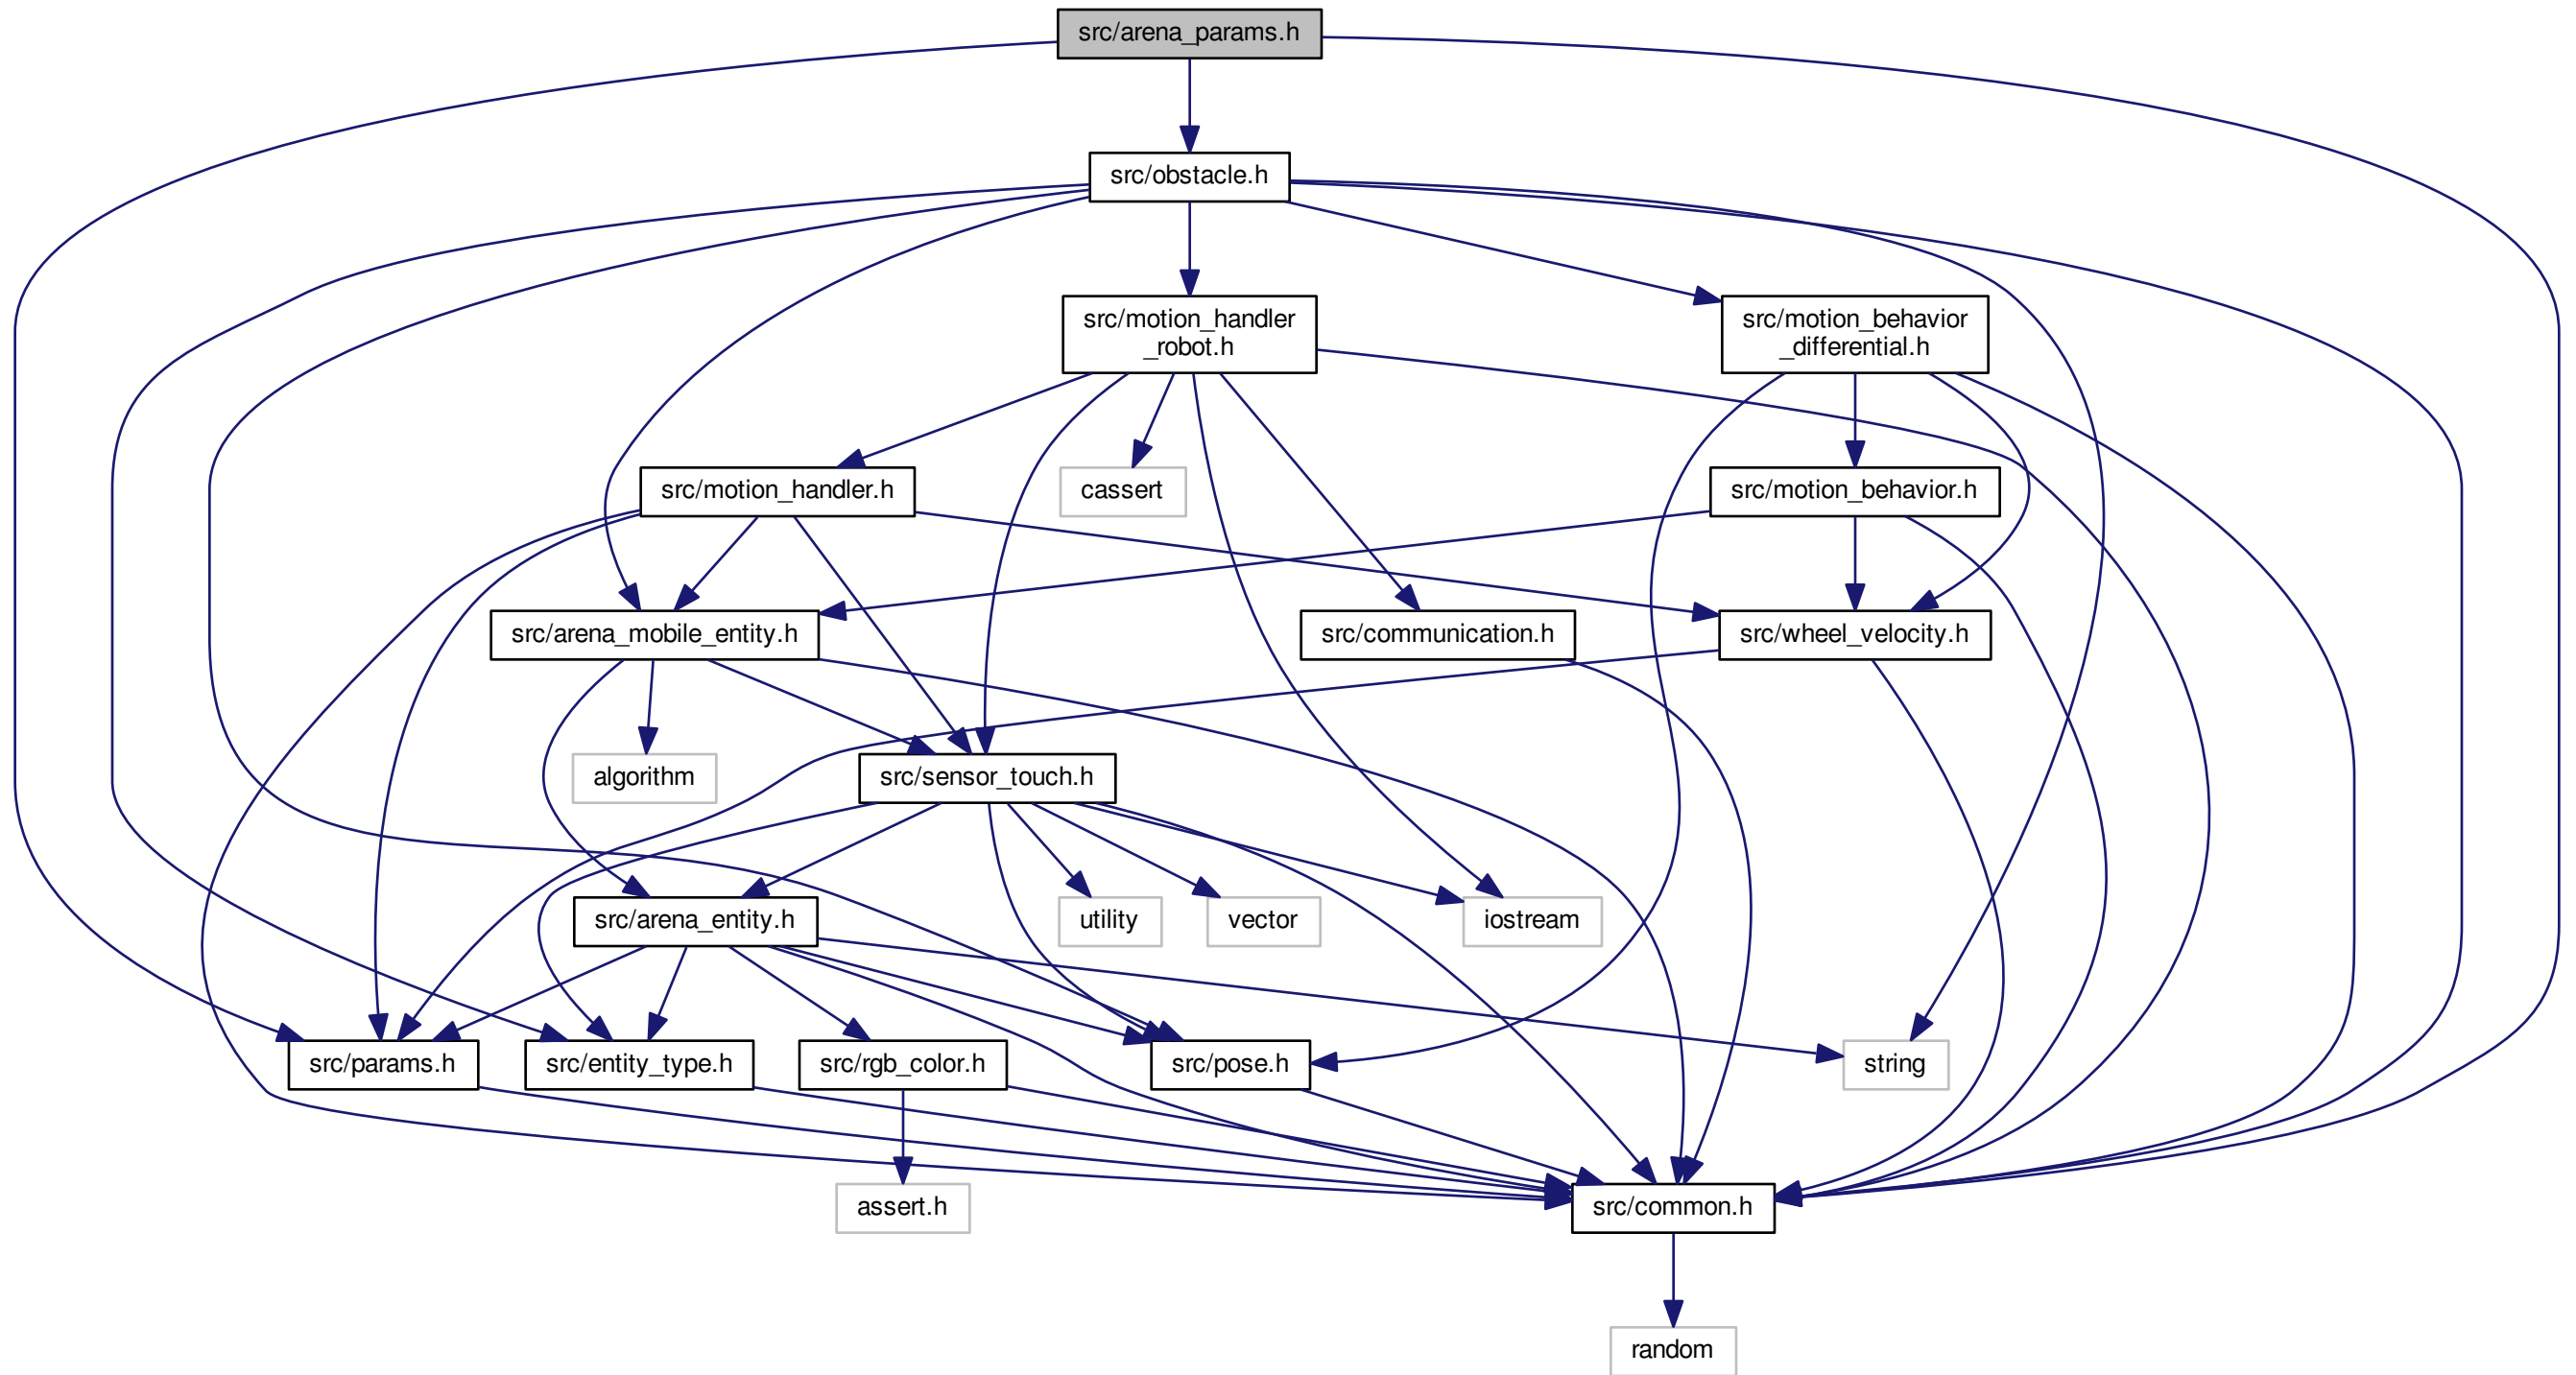 src/arena_params.h
src/obstacle.h
src/motion_handler
_robot.h
src/motion_behavior
_differential.h
src/motion_handler.h
cassert
src/motion_behavior.h
src/arena_mobile_entity.h
src/communication.h
src/wheel_velocity.h
algorithm
src/sensor_touch.h
src/arena_entity.h
utility
vector
iostream
src/params.h
src/entity_type.h
src/rgb_color.h
src/pose.h
string
assert.h
src/common.h
random